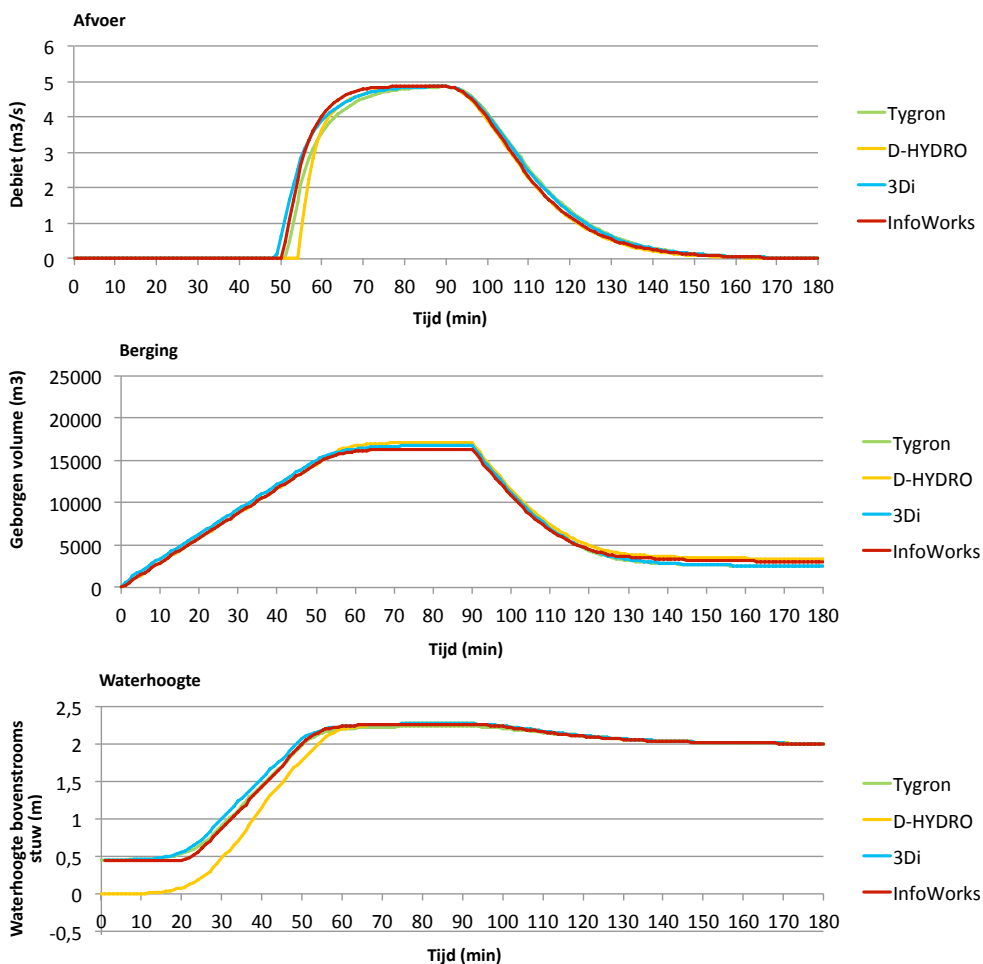 Afvoer
Debiet (m3/s)
6
5
4
3
2
1
0
0 10 20 30 40 50 60 70 80 90 100 110 120 130 140 150 160 170 180
Tijd (min)
Tygron
D-HYDRO
3Di
InfoWorks
Berging
Geborgen volume (m3)
25000
20000
15000
10000
5000
0
0 10 20 30 40 50 60 70 80 90 100 110 120 130 140 150 160 170 180
Tijd (min)
Tygron
D-HYDRO
3Di
InfoWorks
Waterhoogte
Waterhoogte bovenstrooms
stuw (m)
2,5
2
1,5
1
0,5
0
-0,5
0 10 20 30 40 50 60 70 80 90 100 110 120 130 140 150 160 170 180
Tijd (min)
Tygron
D-HYDRO
3Di
InfoWorks